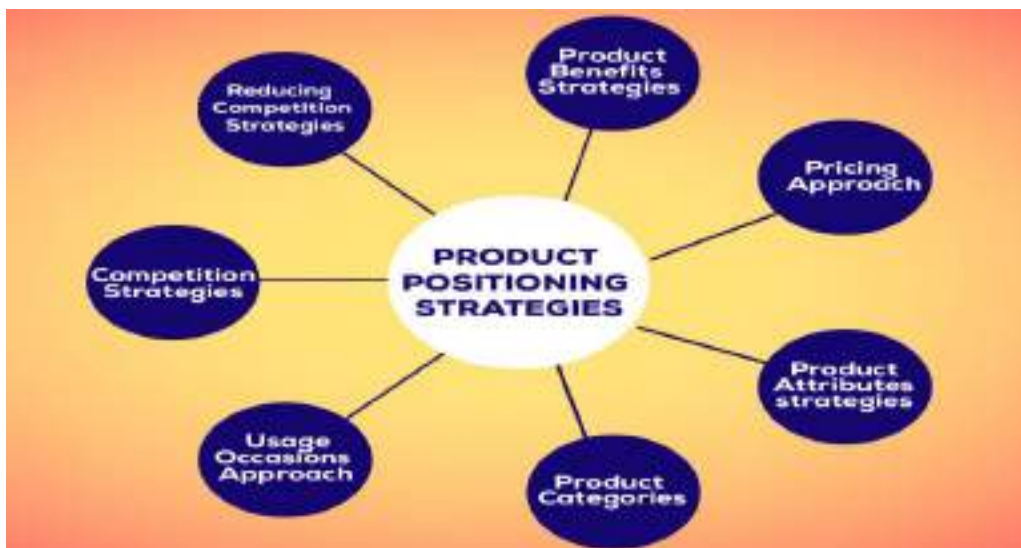 PRODUCT
POSITIONING
STRATEGIES
Product
Benefits
Strategies
Pricing
Approach
Product
Attributes
strategies
Product
Categories
Usage
Occasions
Approach
Competition
Strategies
Reducing
Competition
Strategies